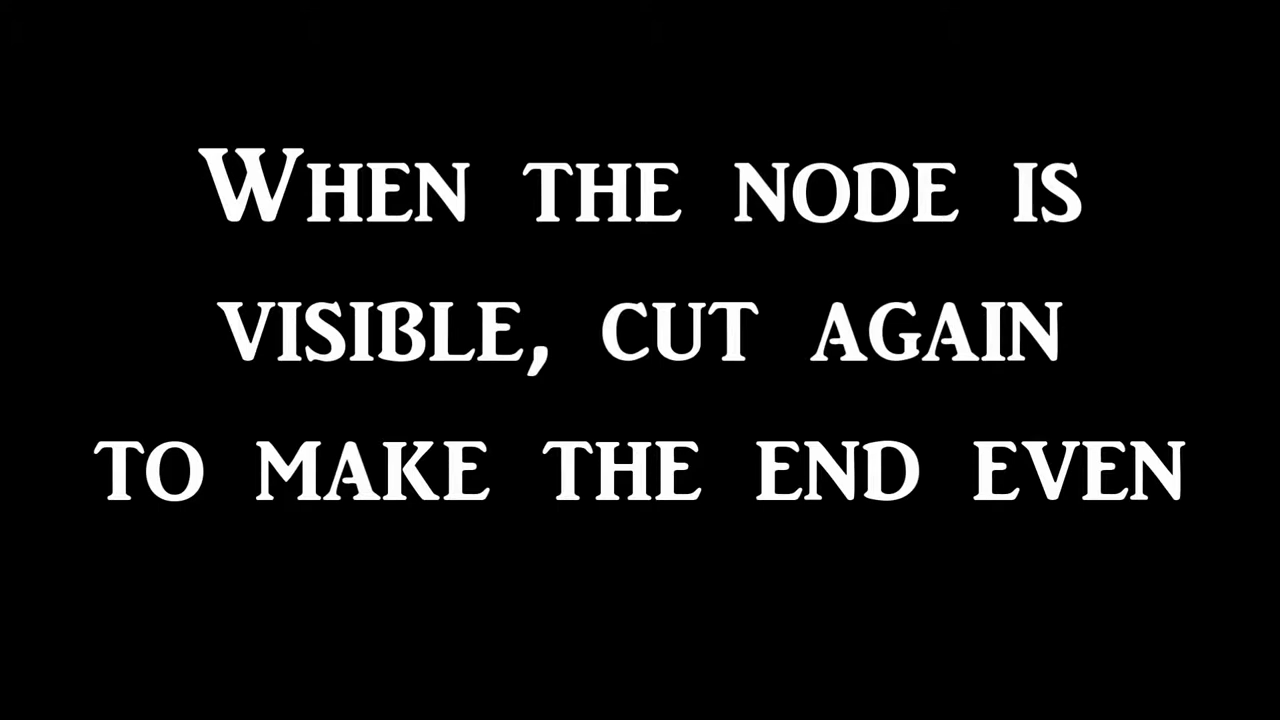 When the node is
visible, cut again
to make the end even